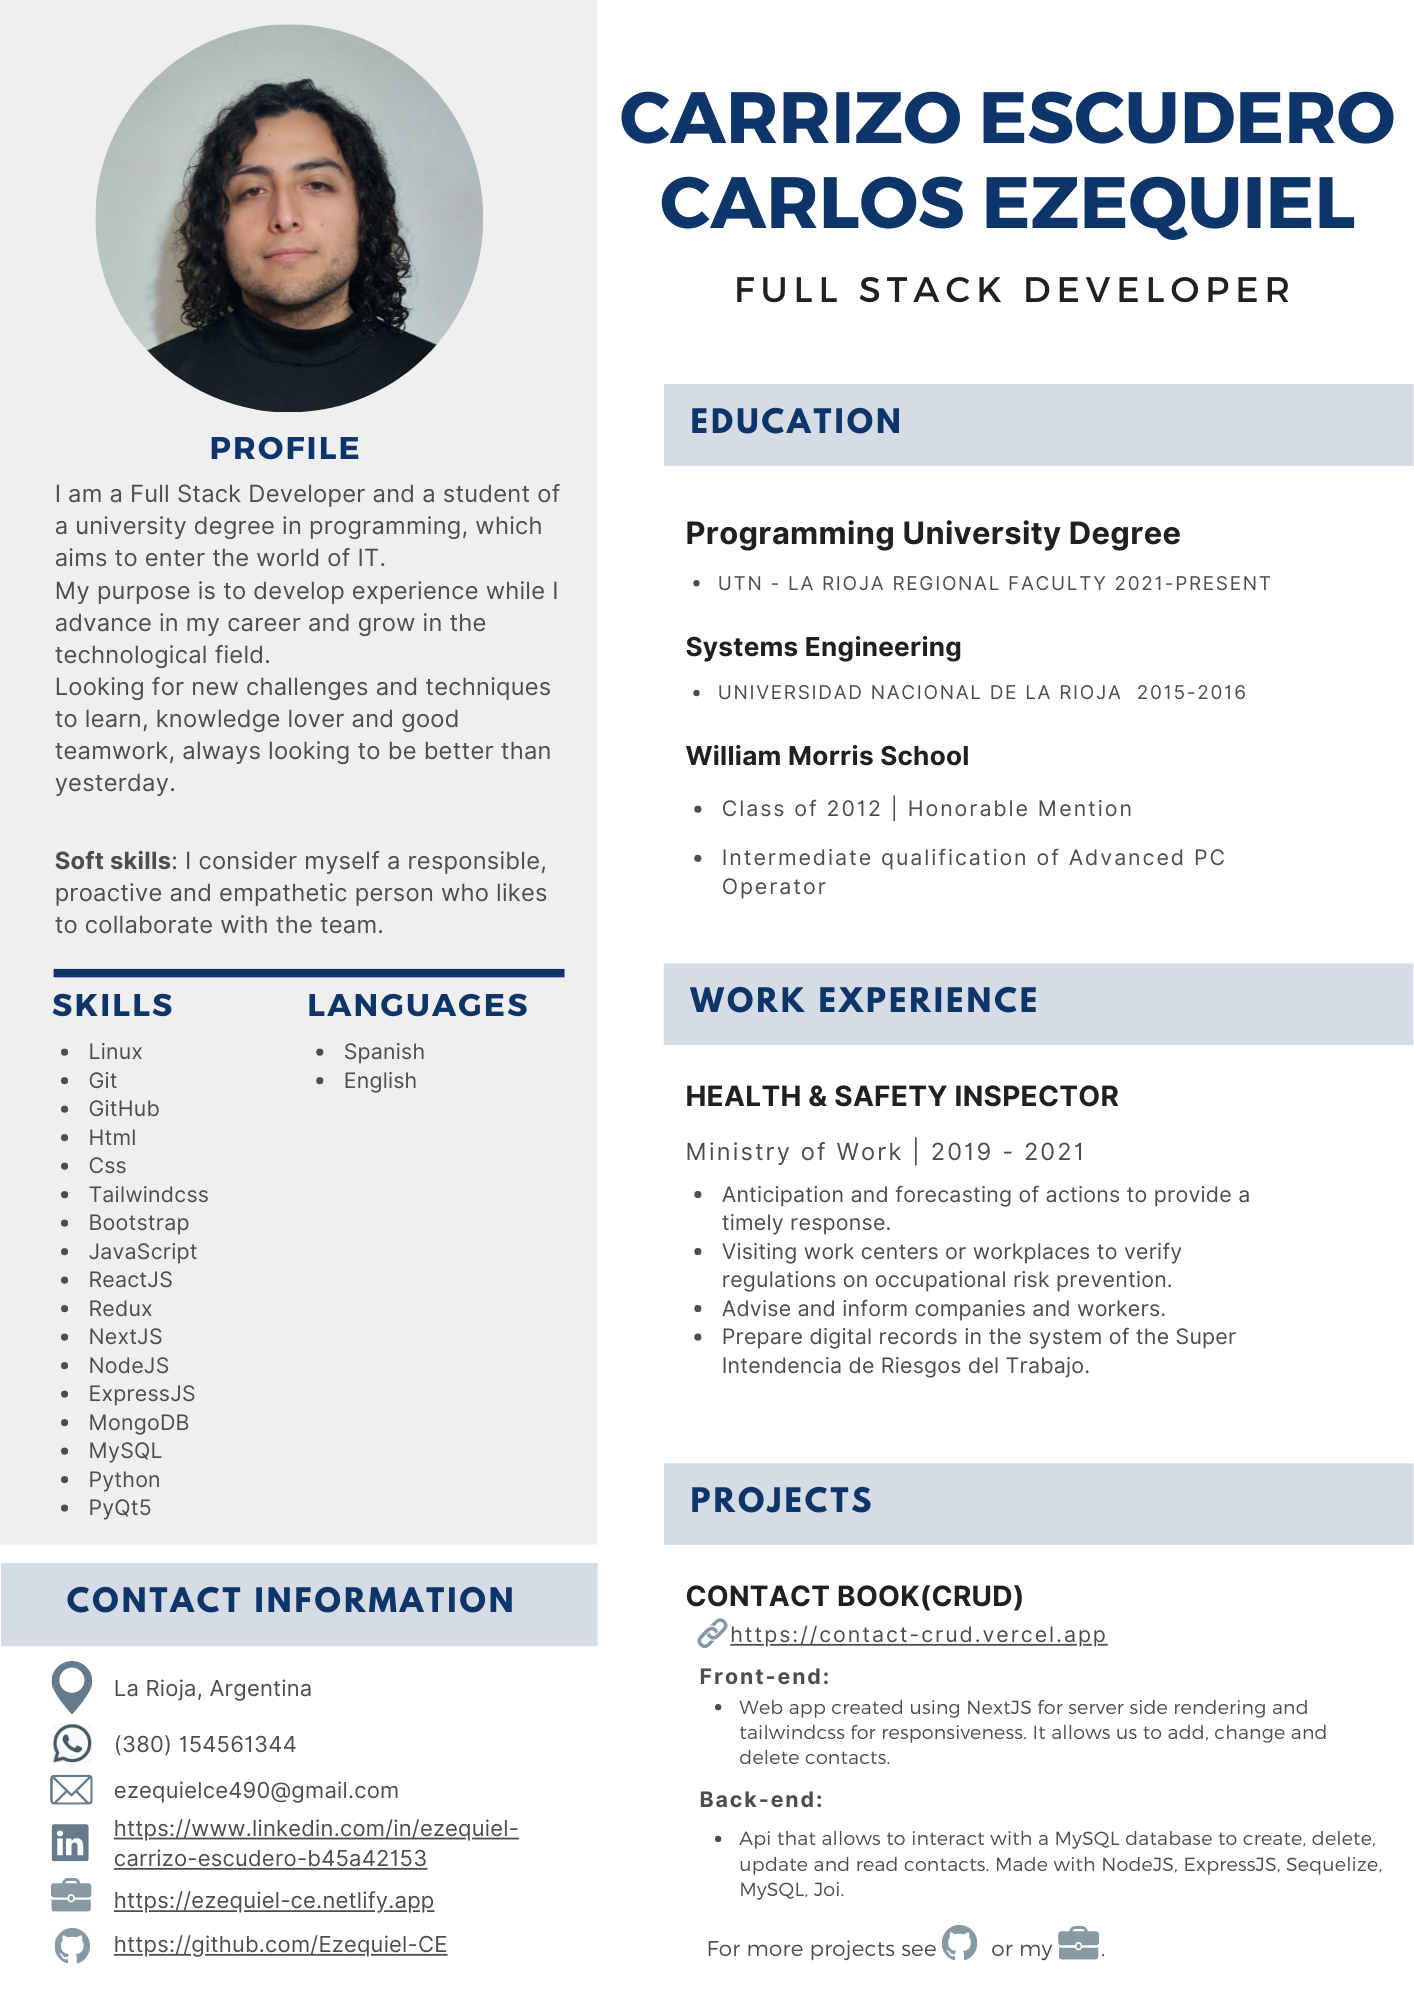 CARRIZO ESCUDERO
CARLOS EZEQUIEL
FULL STACK DEVELOPER
PROFILE
I am a Full Stack Developer and a student of
a university degree in programming, which
aims to enter the world of IT.
My purpose is to develop experience while I
advance in my career and grow in the
technological field.
Looking for new challenges and techniques
to learn, knowledge lover and good
teamwork, always looking to be better than
yesterday.
Soft skills: I consider myself a responsible,
proactive and empathetic person who likes
to collaborate with the team.
SKILLS
• Linux
• Git
• GitHub
• Html
• Css
• Tailwindcss
• Bootstrap
• JavaScript
• ReactJS
• Redux
• NextJS
• NodeJS
• ExpressJS
• MongoDB
• MySQL
• Python
• PyQt5
LANGUAGES
• Spanish
• English
CONTACT INFORMATION
La Rioja, Argentina
(380) 154561344
ezequielce490@gmail.com
in
https://www.linkedin.com/in/ezequiel-
carrizo-escudero-b45a42153
https://ezequiel-ce.netlify.app
https://github.com/Ezequiel-CE
EDUCATION
Programming University Degree
• UTN - LA RIOJA REGIONAL FACULTY 2021-PRESENT
Systems Engineering
• UNIVERSIDAD NACIONAL DE LA RIOJA 2015-2016
William Morris School
• Class of 2012 | Honorable Mention
• Intermediate qualification of Advanced PC
Operator
WORK EXPERIENCE
HEALTH & SAFETY INSPECTOR
Ministry of Work | 2019 - 2021
• Anticipation and forecasting of actions to provide a
timely response.
• Visiting work centers or workplaces to verify
regulations on occupational risk prevention.
• Advise and inform companies and workers.
• Prepare digital records in the system of the Super
Intendencia de Riesgos del Trabajo.
PROJECTS
CONTACT BOOK(CRUD)
https://contact-crud.vercel.app
Front-end:
• Web app created using NextJS for server side rendering and
tailwindcss for responsiveness. It allows us to add, change and
delete contacts.
Back-end:
• Api that allows to interact with a MySQL database to create, delete,
update and read contacts. Made with NodeJS, ExpressJS, Sequelize,
MySQL, Joi.
For more projects see or my .